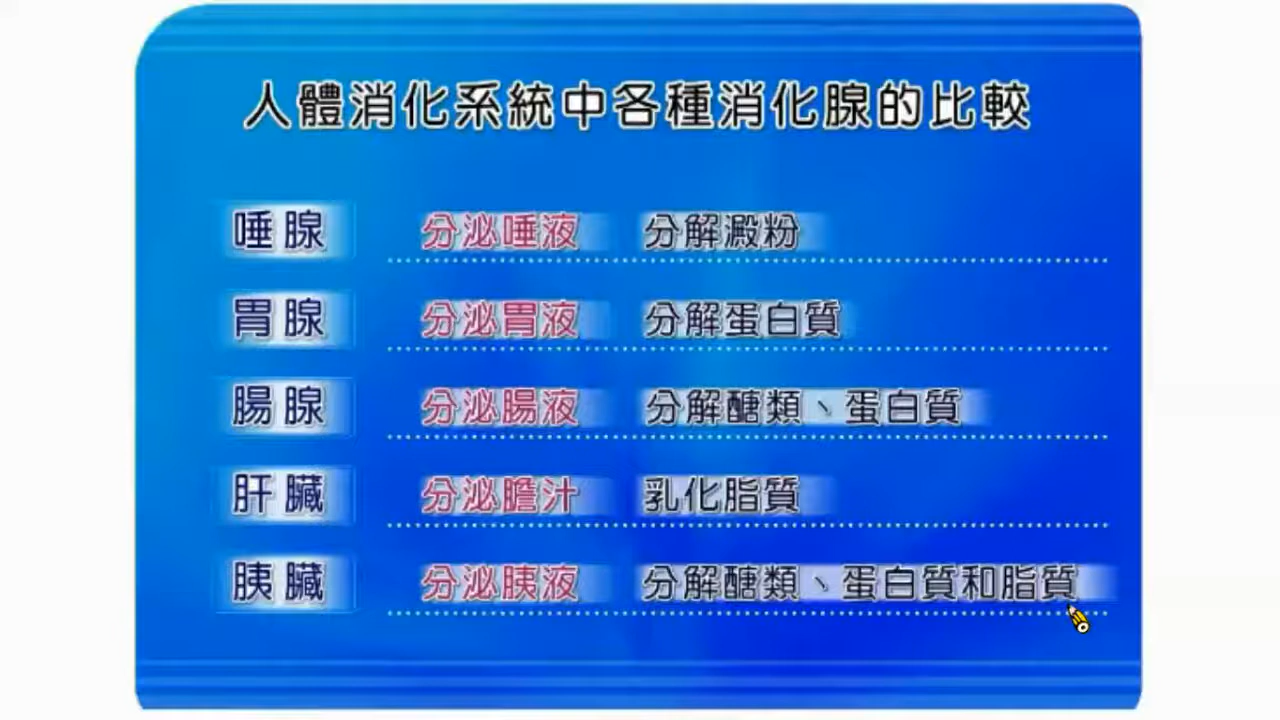 人體消化系統中各種消化腺的比較
唾腺 分泌唾液 分解澱粉
胃腺 分泌胃液 分解蛋白質
腸腺 分泌腸液 分解醣類、蛋白質
肝臟 分泌膽汁 乳化脂質
胰臟 分泌胰液 分解醣類、蛋白質和脂質